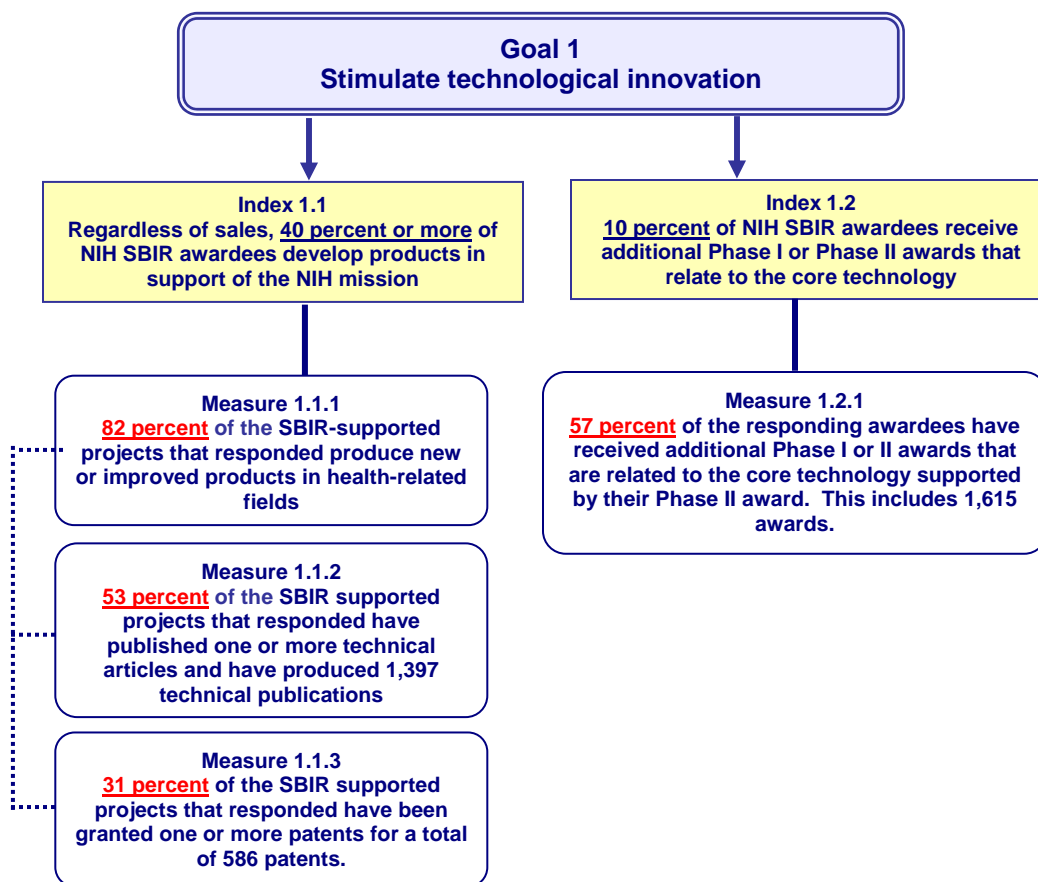 Goal 1
Stimulate technological innovation
Index 1.1
Regardless of sales, 40 percent or more of
NIH SBIR awardees develop products in
support of the NIH mission
Index 1.2
10 percent of NIH SBIR awardees receive
additional Phase I or Phase II awards that
relate to the core technology
Measure 1.1.1
82 percent of the SBIR-supported
projects that responded produce new
or improved products in health-related
fields
Measure 1.2.1
57 percent of the responding awardees have
received additional Phase I or II awards that
are related to the core technology supported
by their Phase II award.  This includes 1,615
awards.
Measure 1.1.2
53 percent of the SBIR supported
projects that responded have
published one or more technical
articles and have produced 1,397
technical publications
Measure 1.1.3
31 percent of the SBIR supported
projects that responded have been
granted one or more patents for a total
of 586 patents.